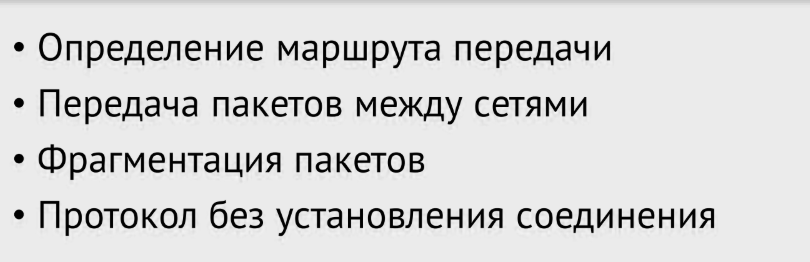 • Определение маршрута передачи
• Передача пакетов между сетями
• Фрагментация пакетов
• Протокол без установления соединения